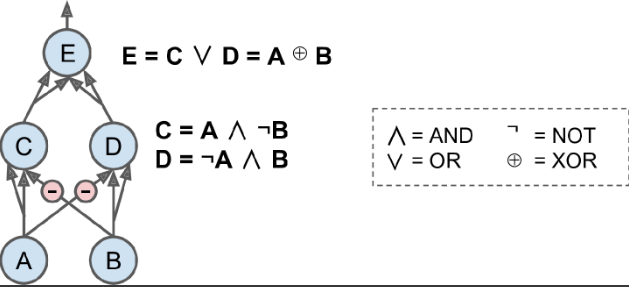 E
E = C ∨ D = A ⊕ B
C
D
C = A ∧ ¬B
D = ¬A ∧ B
- -
A
B
∧ = AND ¬ = NOT
∨ = OR ⊕ = XOR